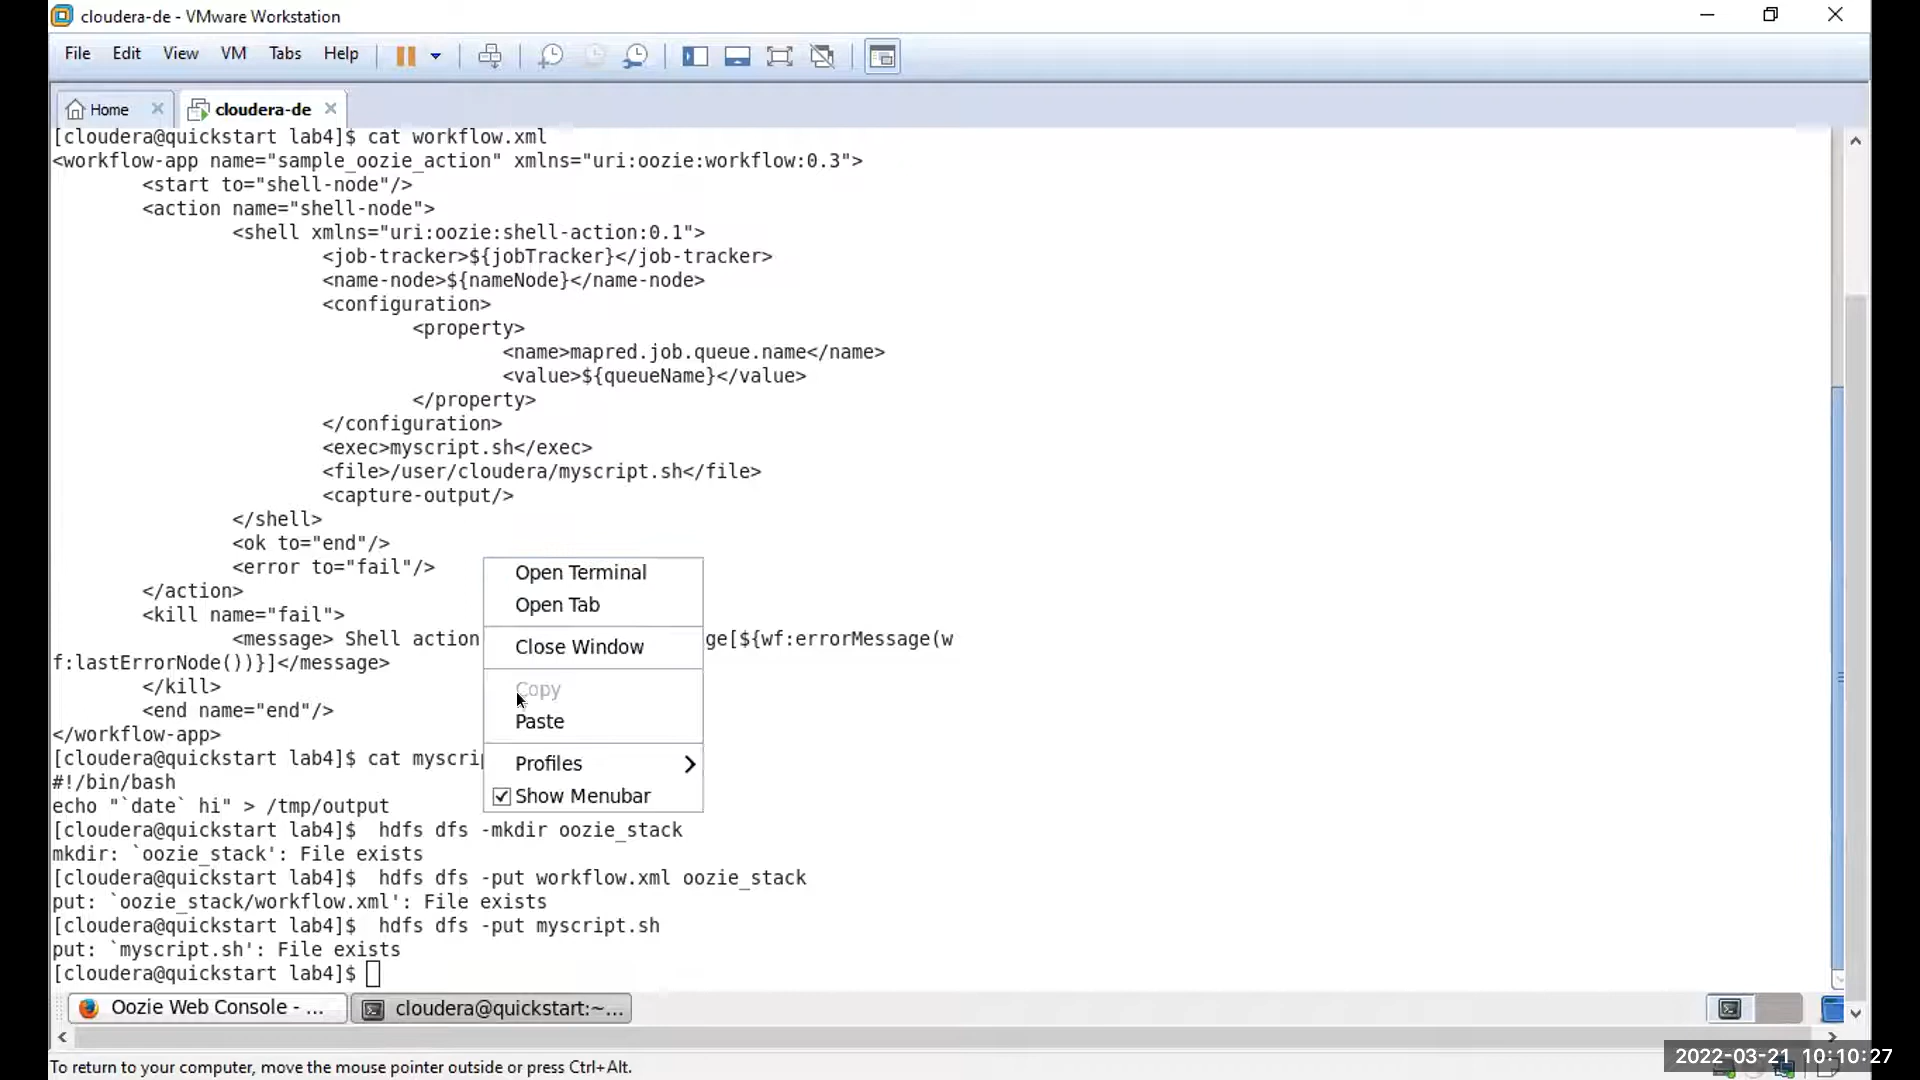 cloudera-de - VMware Workstation
File Edit View VM Tabs Help
Home cloudera-de
[cloudera@quickstart lab4]$ cat workflow.xml
<workflow-app name="sample_oozie_action" xmlns="uri:oozie:workflow:0.3">
<start to="shell-node"/>
<action name="shell-node">
<shell xmlns="uri:oozie:shell-action:0.1">
<job-tracker>${jobTracker}</job-tracker>
<name-node>${nameNode}</name-node>
<configuration>
<property>
<name>mapred.job.queue.name</name>
<value>${queueName}</value>
</property>
</configuration>
<exec>myscript.sh</exec>
<file>/user/cloudera/myscript.sh</file>
<capture-output/>
</shell>
<ok to="end"/>
<error to="fail"/>
</action>
<kill name="fail">
<message> Shell action ge[${wf:errorMessage(w
f:lastErrorNode())}]</message>
</kill>
<end name="end"/>
</workflow-app>
[cloudera@quickstart lab4]$ cat myscrip
#!/bin/bash
echo "`date` hi" > /tmp/output
[cloudera@quickstart lab4]$  hdfs dfs -mkdir oozie_stack
mkdir: `oozie_stack': File exists
[cloudera@quickstart lab4]$  hdfs dfs -put workflow.xml oozie_stack
put: `oozie_stack/workflow.xml': File exists
[cloudera@quickstart lab4]$  hdfs dfs -put myscript.sh
put: `myscript.sh': File exists
[cloudera@quickstart lab4]$
Open Terminal
Open Tab
Close Window
Copy
Paste
Profiles
Show Menubar
Oozie Web Console - ... cloudera@quickstart:~...
To return to your computer, move the mouse pointer outside or press Ctrl+Alt.
2022-03-21 10:10:27